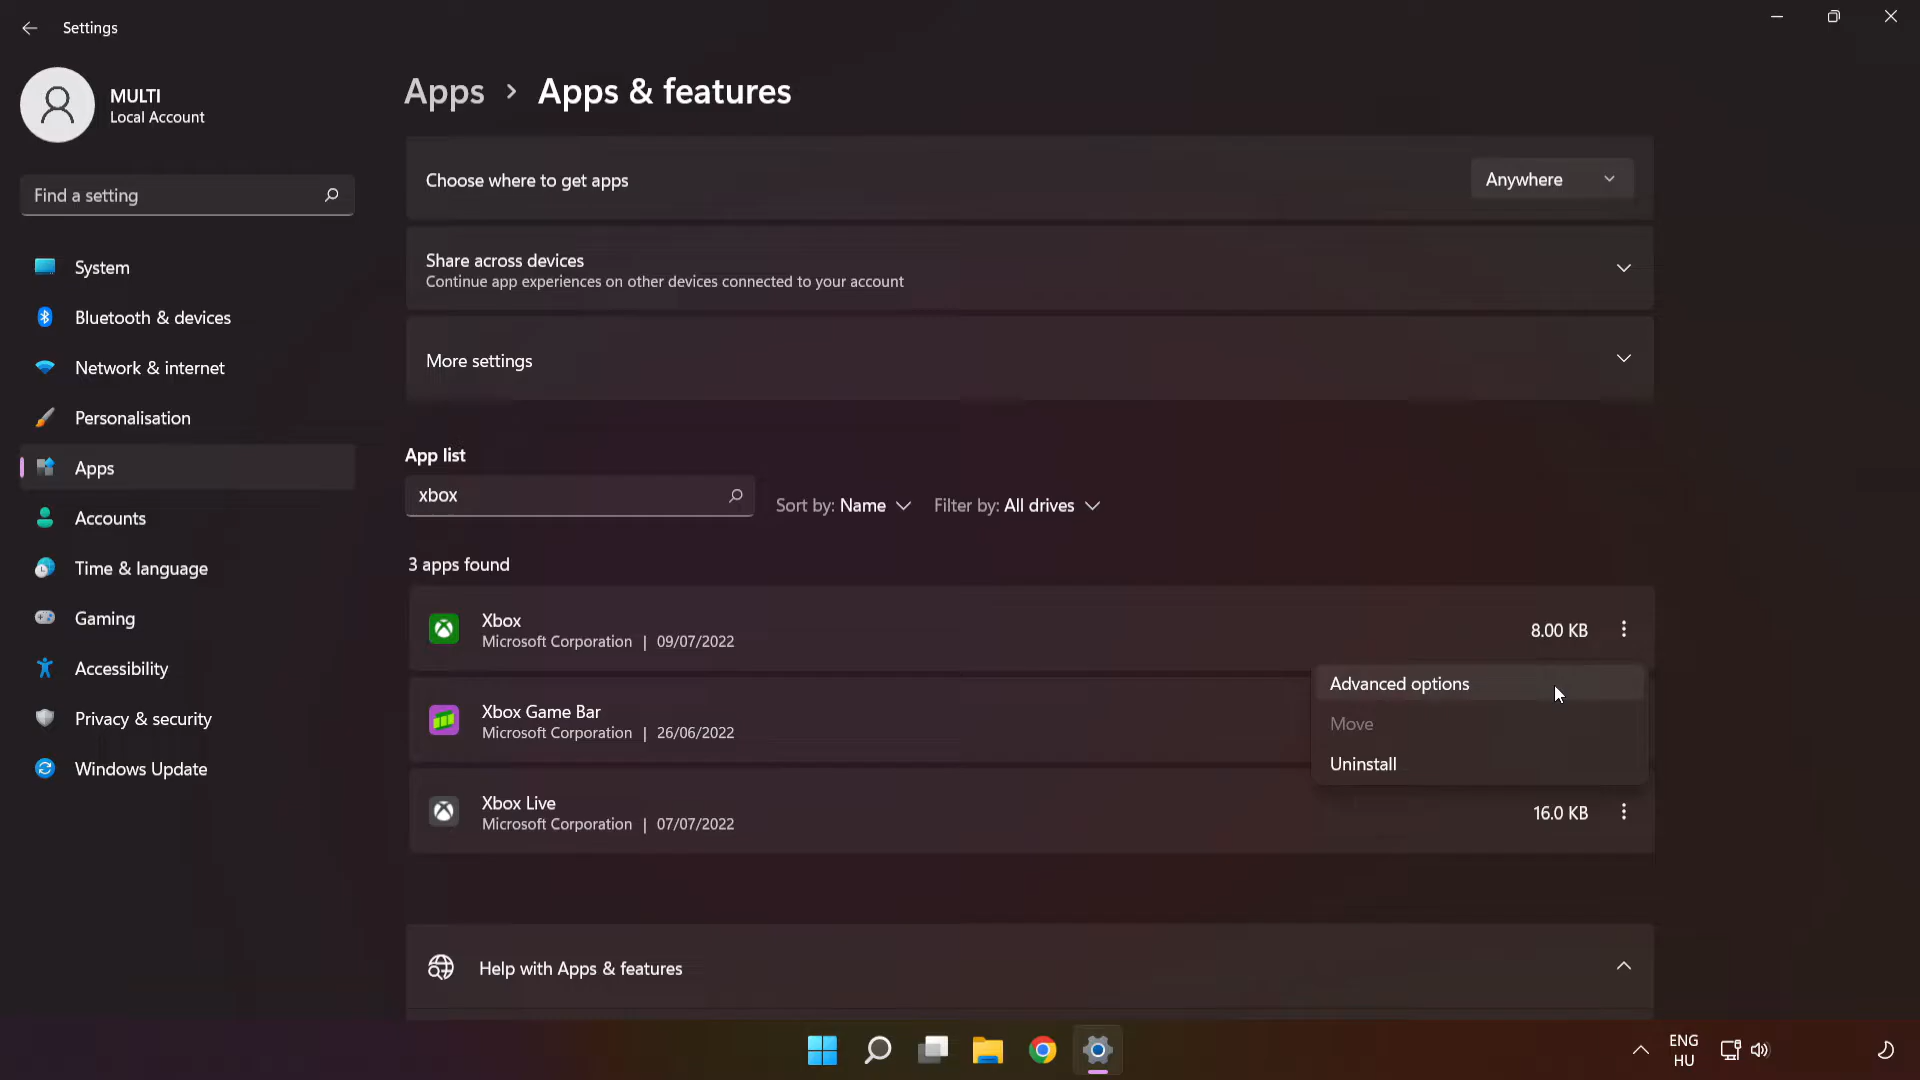 Settings
MULTI
Local Account
Find a setting
System
Bluetooth & devices
Network & internet
Personalisation
Apps
Accounts
Time & language
Gaming
Accessibility
Privacy & security
Windows Update
Apps > Apps & features
Choose where to get apps
Anywhere
Share across devices
Continue app experiences on other devices connected to your account
More settings
App list
xbox
Sort by: Name
Filter by: All drives
3 apps found
Xbox
Microsoft Corporation | 09/07/2022
8.00 KB
Advanced options
Move
Uninstall
Xbox Game Bar
Microsoft Corporation | 26/06/2022
Xbox Live
Microsoft Corporation | 07/07/2022
16.0 KB
Help with Apps & features
ENG
HU